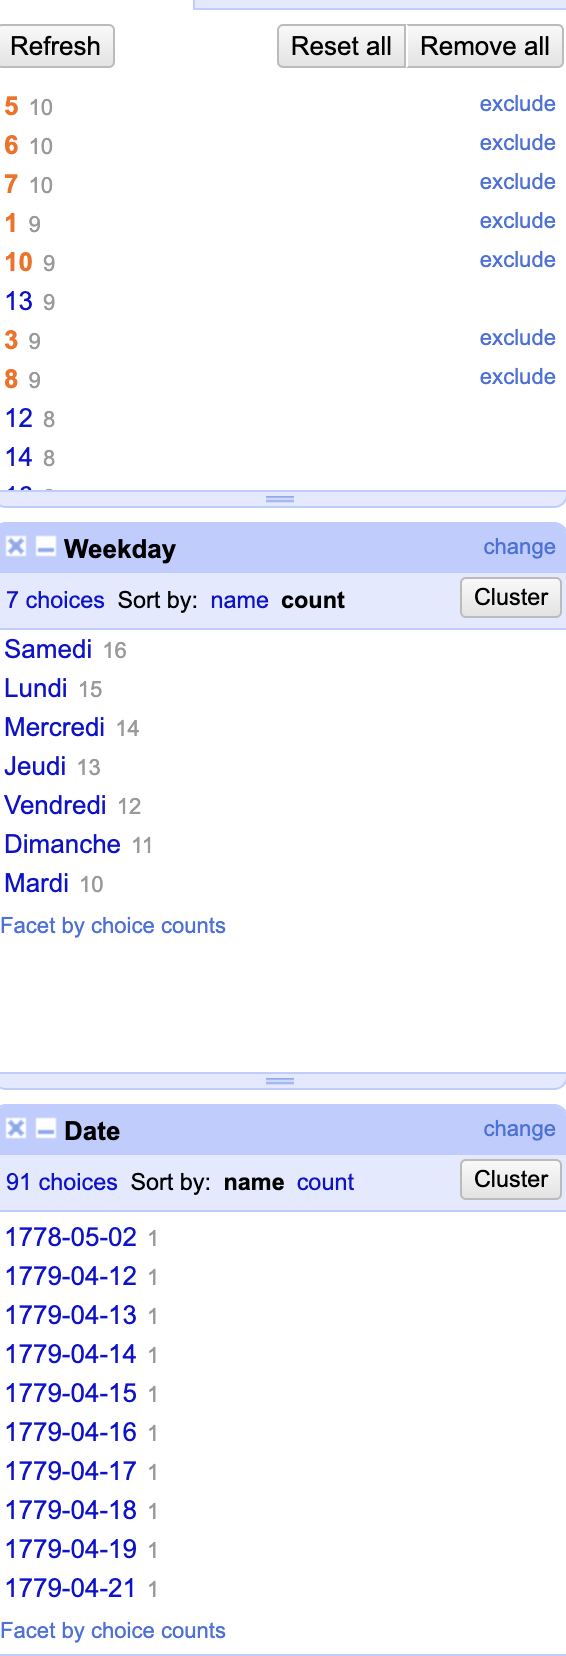 Refresh Reset all Remove all
5 10 exclude
6 10 exclude
7 10 exclude
1 9 exclude
10 9 exclude
13 9
3 9 exclude
8 9 exclude
12 8
14 8
Weekday change
7 choices Sort by: name count Cluster
Samedi 16
Lundi 15
Mercredi 14
Jeudi 13
Vendredi 12
Dimanche 11
Mardi 10
Facet by choice counts
Date change
91 choices Sort by: name count Cluster
1778-05-02 1
1779-04-12 1
1779-04-13 1
1779-04-14 1
1779-04-15 1
1779-04-16 1
1779-04-17 1
1779-04-18 1
1779-04-19 1
1779-04-21 1
Facet by choice counts